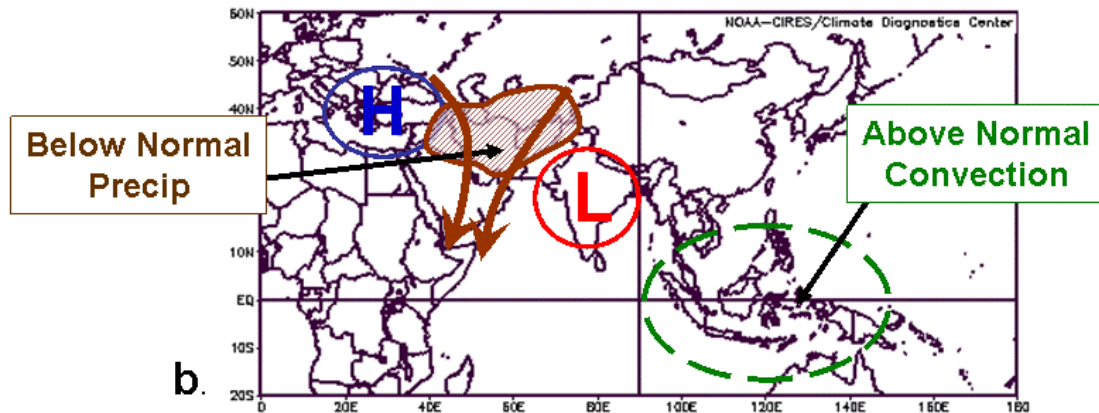 60N
NOAA-CIRES/Climate Diagnostics Center
50N
40N
H
Below Normal
Precip
Above Normal
Convection
L
10N
EQ
10S
20S
b.
0
20E
40E
60E
80E
100E
120E
140E
160E
180